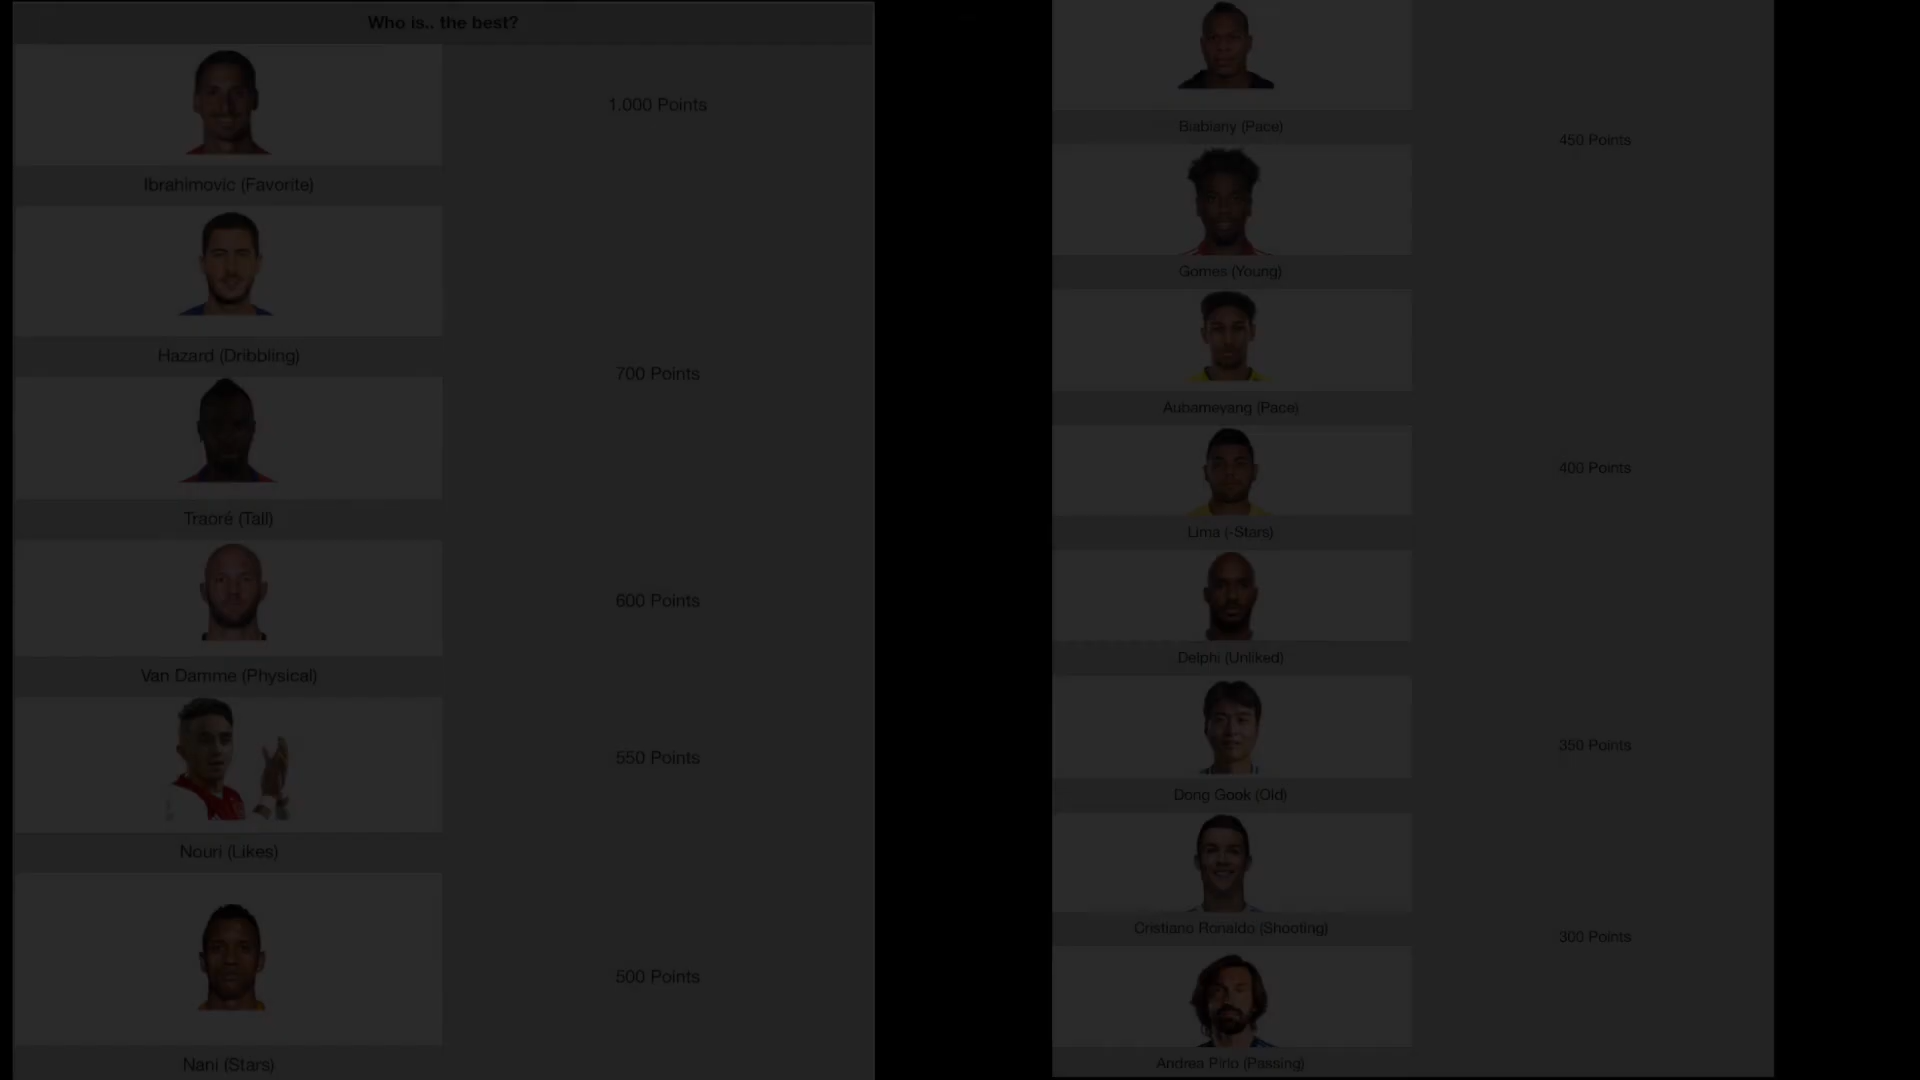 Who is.. the best?
1.000 Points
Ibrahimovic (Favorite)
Hazard (Dribbling)
700 Points
Traoré (Tall)
600 Points
Van Damme (Physical)
550 Points
Nouri (Likes)
500 Points
Nani (Stars)
Biabiany (Pace)
450 Points
Gomes (Young)
Aubameyang (Pace)
400 Points
Lima (-Stars)
Delphi (Unliked)
350 Points
Dong Gook (Old)
Cristiano Ronaldo (Shooting)
300 Points
Andrea Pirlo (Passing)